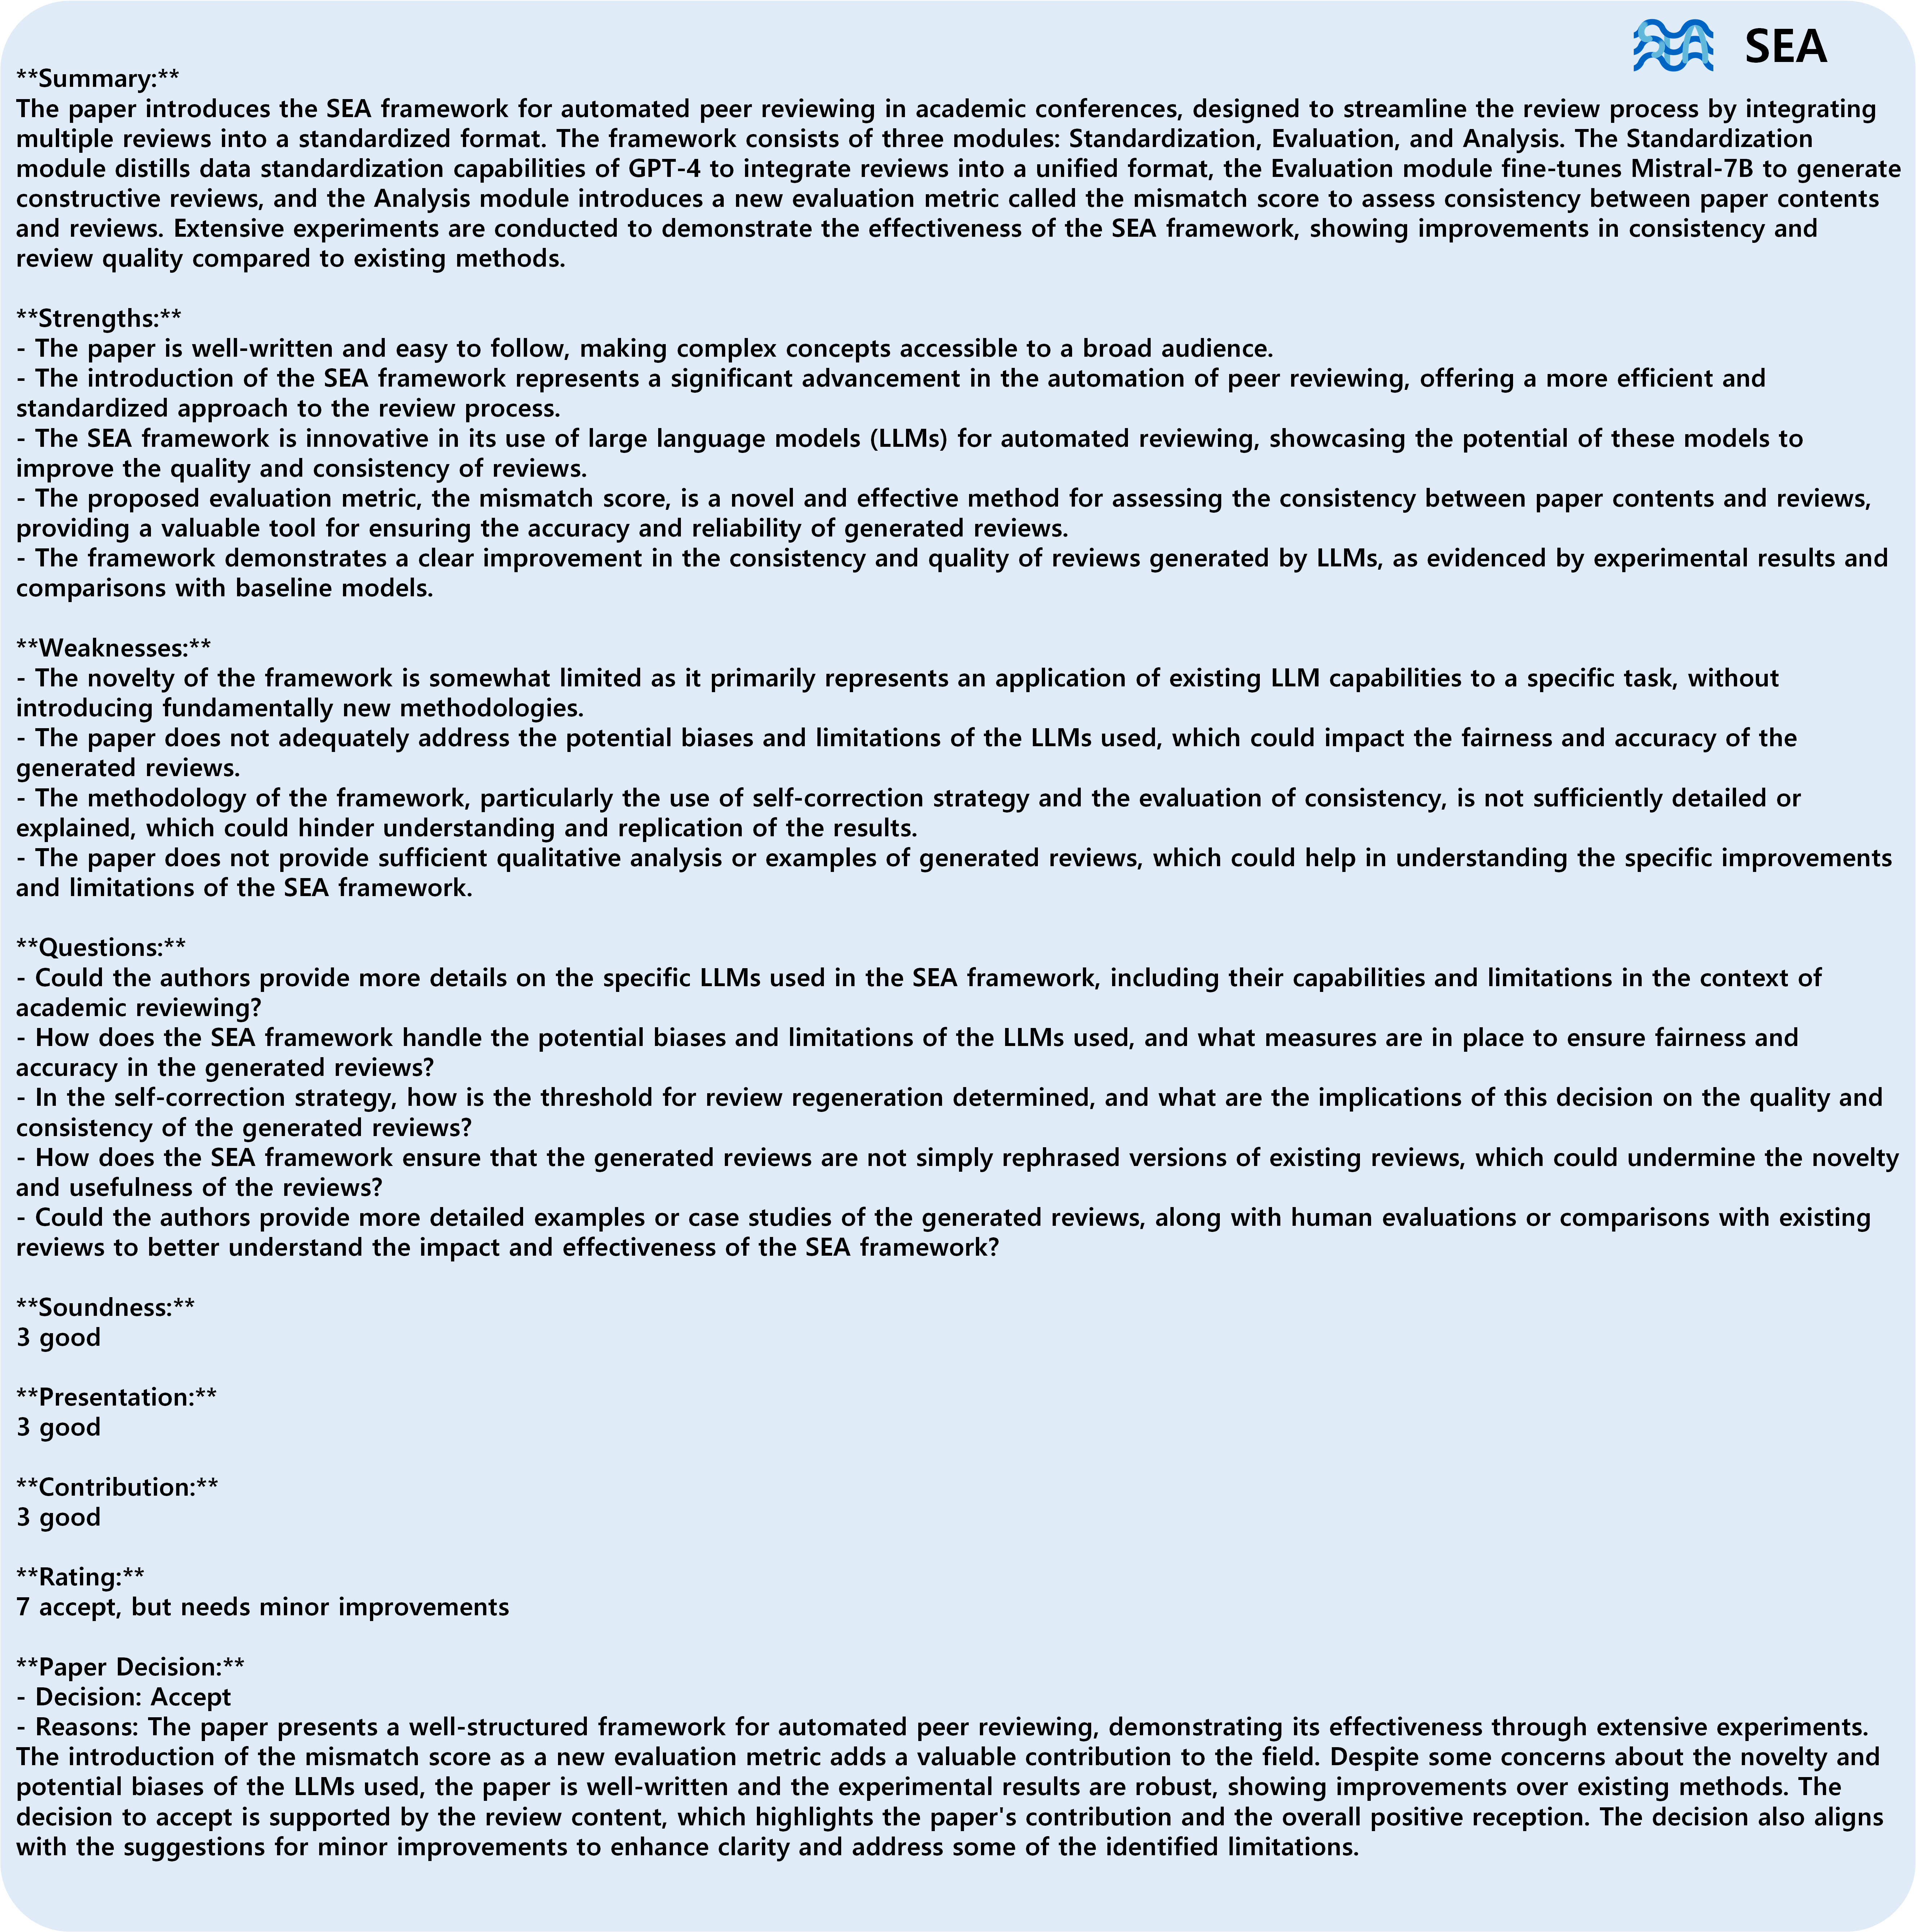 SEA
**Summary:**
The paper introduces the SEA framework for automated peer reviewing in academic conferences, designed to streamline the review process by integrating
multiple reviews into a standardized format. The framework consists of three modules: Standardization, Evaluation, and Analysis. The Standardization
module distills data standardization capabilities of GPT-4 to integrate reviews into a unified format, the Evaluation module fine-tunes Mistral-7B to generate
constructive reviews, and the Analysis module introduces a new evaluation metric called the mismatch score to assess consistency between paper contents
and reviews. Extensive experiments are conducted to demonstrate the effectiveness of the SEA framework, showing improvements in consistency and
review quality compared to existing methods.
**Strengths:**
- The paper is well-written and easy to follow, making complex concepts accessible to a broad audience.
- The introduction of the SEA framework represents a significant advancement in the automation of peer reviewing, offering a more efficient and
standardized approach to the review process.
- The SEA framework is innovative in its use of large language models (LLMs) for automated reviewing, showcasing the potential of these models to
improve the quality and consistency of reviews.
- The proposed evaluation metric, the mismatch score, is a novel and effective method for assessing the consistency between paper contents and reviews,
providing a valuable tool for ensuring the accuracy and reliability of generated reviews.
- The framework demonstrates a clear improvement in the consistency and quality of reviews generated by LLMs, as evidenced by experimental results and
comparisons with baseline models.
**Weaknesses:**
- The novelty of the framework is somewhat limited as it primarily represents an application of existing LLM capabilities to a specific task, without
introducing fundamentally new methodologies.
- The paper does not adequately address the potential biases and limitations of the LLMs used, which could impact the fairness and accuracy of the
generated reviews.
- The methodology of the framework, particularly the use of self-correction strategy and the evaluation of consistency, is not sufficiently detailed or
explained, which could hinder understanding and replication of the results.
- The paper does not provide sufficient qualitative analysis or examples of generated reviews, which could help in understanding the specific improvements
and limitations of the SEA framework.
**Questions:**
- Could the authors provide more details on the specific LLMs used in the SEA framework, including their capabilities and limitations in the context of
academic reviewing?
- How does the SEA framework handle the potential biases and limitations of the LLMs used, and what measures are in place to ensure fairness and
accuracy in the generated reviews?
- In the self-correction strategy, how is the threshold for review regeneration determined, and what are the implications of this decision on the quality and
consistency of the generated reviews?
- How does the SEA framework ensure that the generated reviews are not simply rephrased versions of existing reviews, which could undermine the novelty
and usefulness of the reviews?
- Could the authors provide more detailed examples or case studies of the generated reviews, along with human evaluations or comparisons with existing
reviews to better understand the impact and effectiveness of the SEA framework?
**Soundness:**
3 good
**Presentation:**
3 good
**Contribution:**
3 good
**Rating:**
7 accept, but needs minor improvements
**Paper Decision:**
- Decision: Accept
- Reasons: The paper presents a well-structured framework for automated peer reviewing, demonstrating its effectiveness through extensive experiments.
The introduction of the mismatch score as a new evaluation metric adds a valuable contribution to the field. Despite some concerns about the novelty and
potential biases of the LLMs used, the paper is well-written and the experimental results are robust, showing improvements over existing methods. The
decision to accept is supported by the review content, which highlights the paper's contribution and the overall positive reception. The decision also aligns
with the suggestions for minor improvements to enhance clarity and address some of the identified limitations.